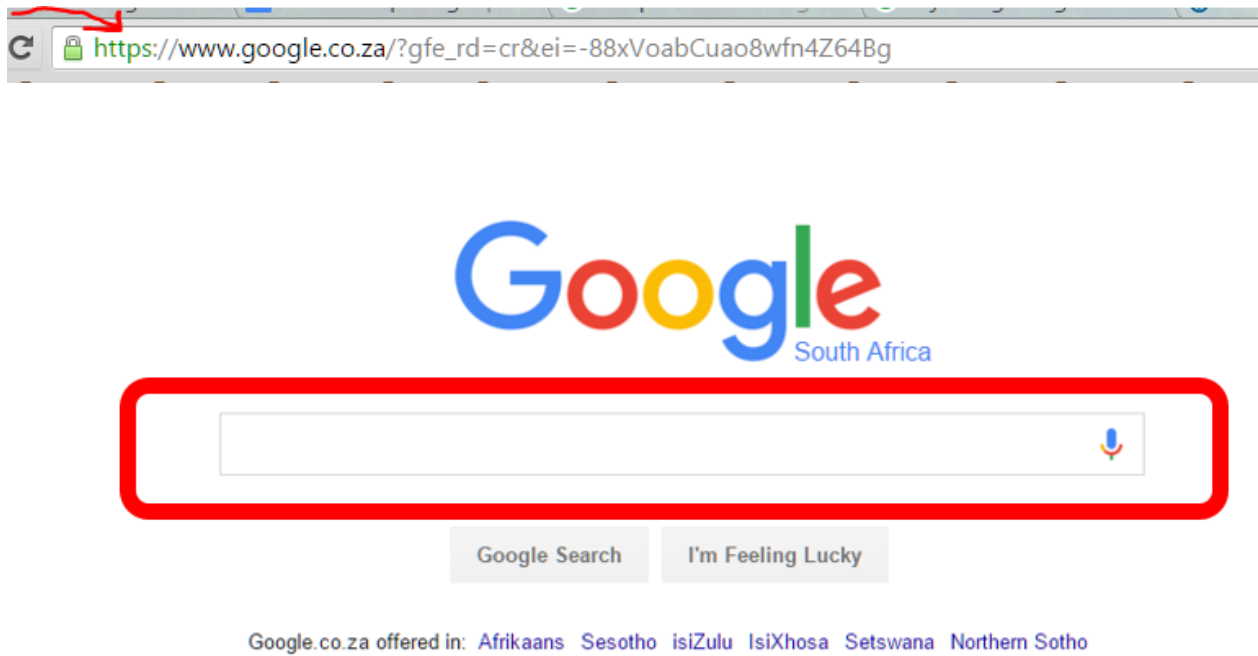 https://www.google.co.za/?gfe_rd=cr&ei=-88xVoabCuao8wfn4Z64Bg
Google
South Africa
Google Search I'm Feeling Lucky
Google.co.za offered in: Afrikaans Sesotho isiZulu IsiXhosa Setswana Northern Sotho